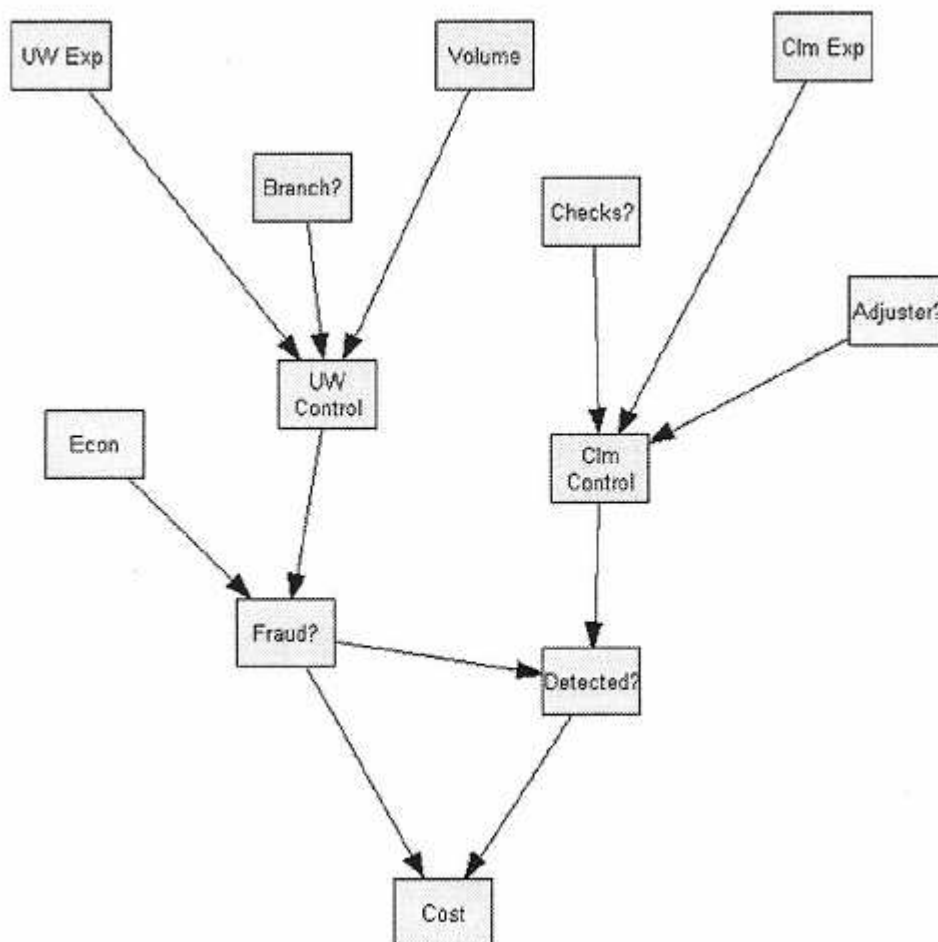 UW Exp
Volume
Clm Exp
Branch?
Checks?
Adjuster?
UW
Control
Econ
Clm
Control
Fraud?
Detected?
Cost